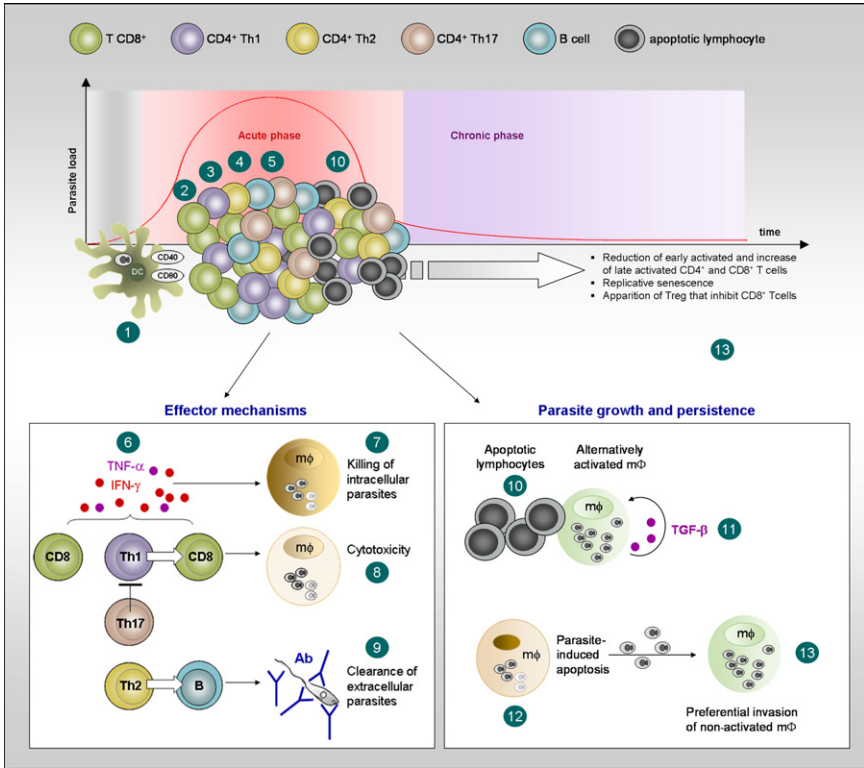 T CD8⁺
CD4⁺ Th1
CD4⁺ Th2
CD4⁺ Th17
B cell
apoptotic lymphocyte
Parasite load
Acute phase
Chronic phase
2
3
4
5
10
time
DC
CD40
CD80
1
▪ Reduction of early activated and increase
of late activated CD4⁺ and CD8⁺ T cells
▪ Replicative senescence
▪ Apparition of Treg that inhibit CD8⁺ Tcells
13
Effector mechanisms
6
TNF-α
IFN-γ
CD8
Th1
CD8
Th17
Th2
B
mϕ
7
Killing of
intracellular
parasites
mϕ
Cytotoxicity
8
Ab
9
Clearance of
extracellular
parasites
Parasite growth and persistence
Apoptotic
lymphocytes
10
Alternatively
activated mΦ
mϕ
TGF-β
11
mϕ
12
Parasite-
induced
apoptosis
mϕ
13
Preferential invasion
of non-activated mΦ